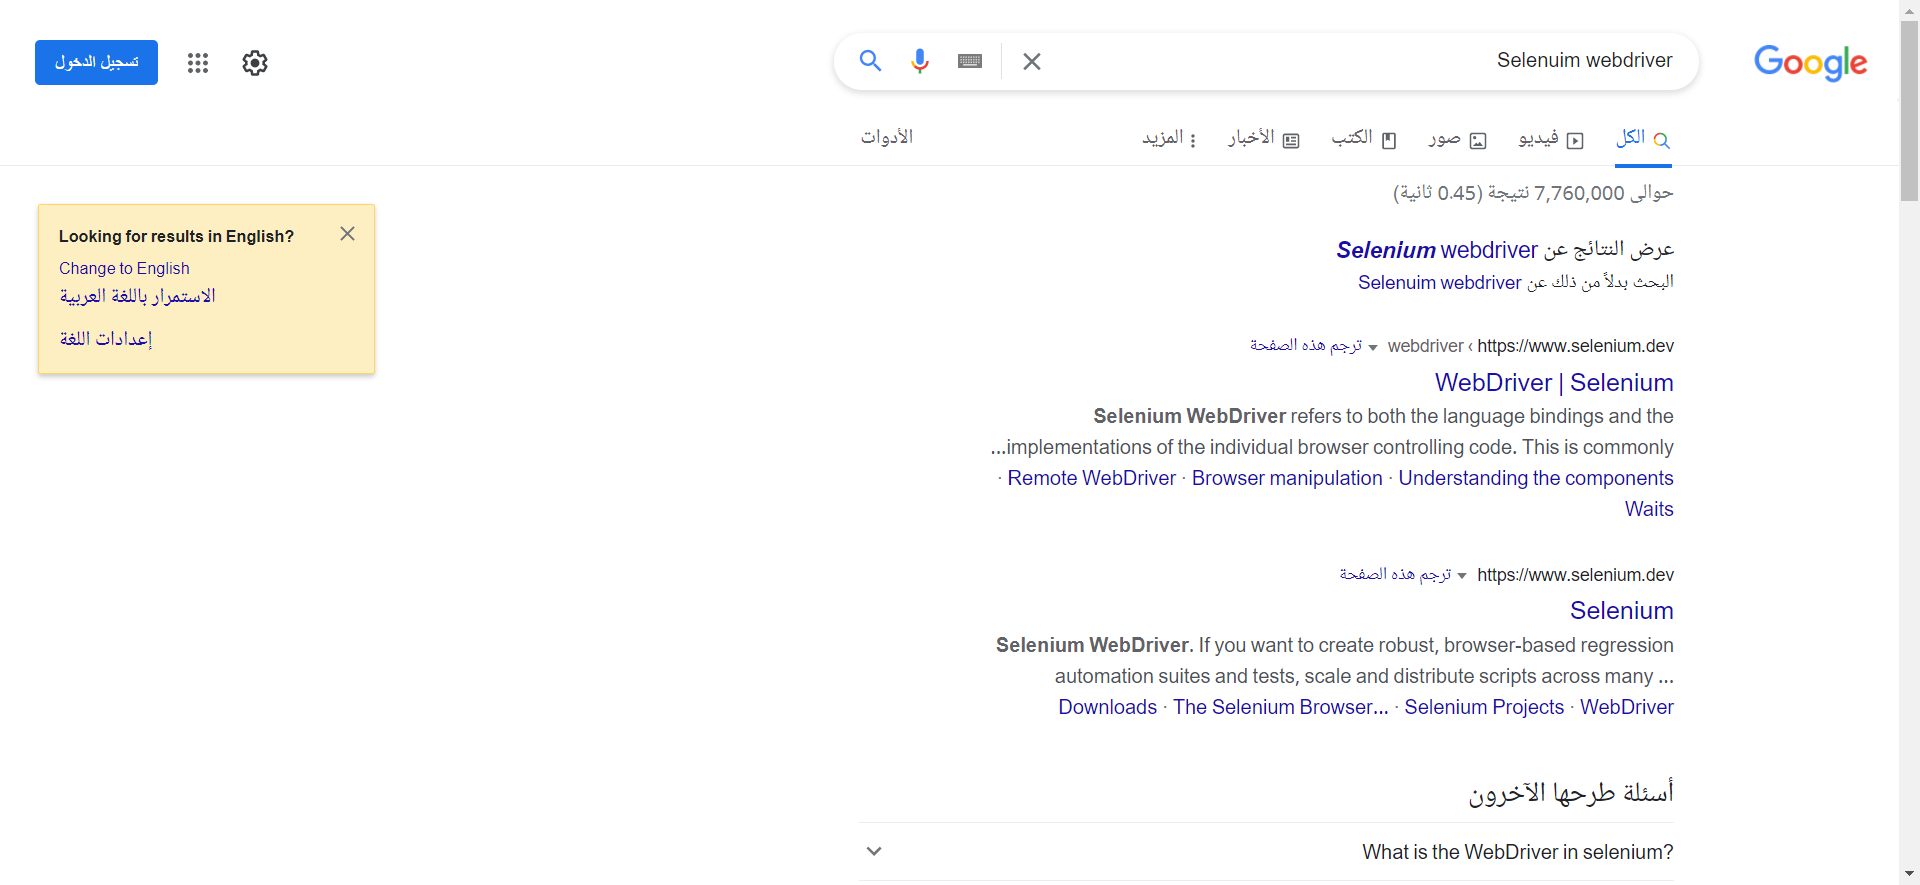 Google
Selenuim webdriver
تسجيل الدخول
الكل
فيديو
صور
الكتب
الأخبار
المزيد
الأدوات
حوالى 7,760,000 نتيجة (0.45 ثانية)
Looking for results in English?
Change to English
الاستمرار باللغة العربية
إعدادات اللغة
عرض النتائج عن Selenium webdriver
البحث بدلاً من ذلك عن Selenuim webdriver
https://www.selenium.dev › webdriver ترجم هذه الصفحة
WebDriver | Selenium
Selenium WebDriver refers to both the language bindings and the
implementations of the individual browser controlling code. This is commonly...
Understanding the components · Browser manipulation · Remote WebDriver ·
Waits
https://www.selenium.dev ترجم هذه الصفحة
Selenium
Selenium WebDriver. If you want to create robust, browser-based regression
automation suites and tests, scale and distribute scripts across many ...
Downloads · The Selenium Browser... · Selenium Projects · WebDriver
أسئلة طرحها الآخرون
What is the WebDriver in selenium?